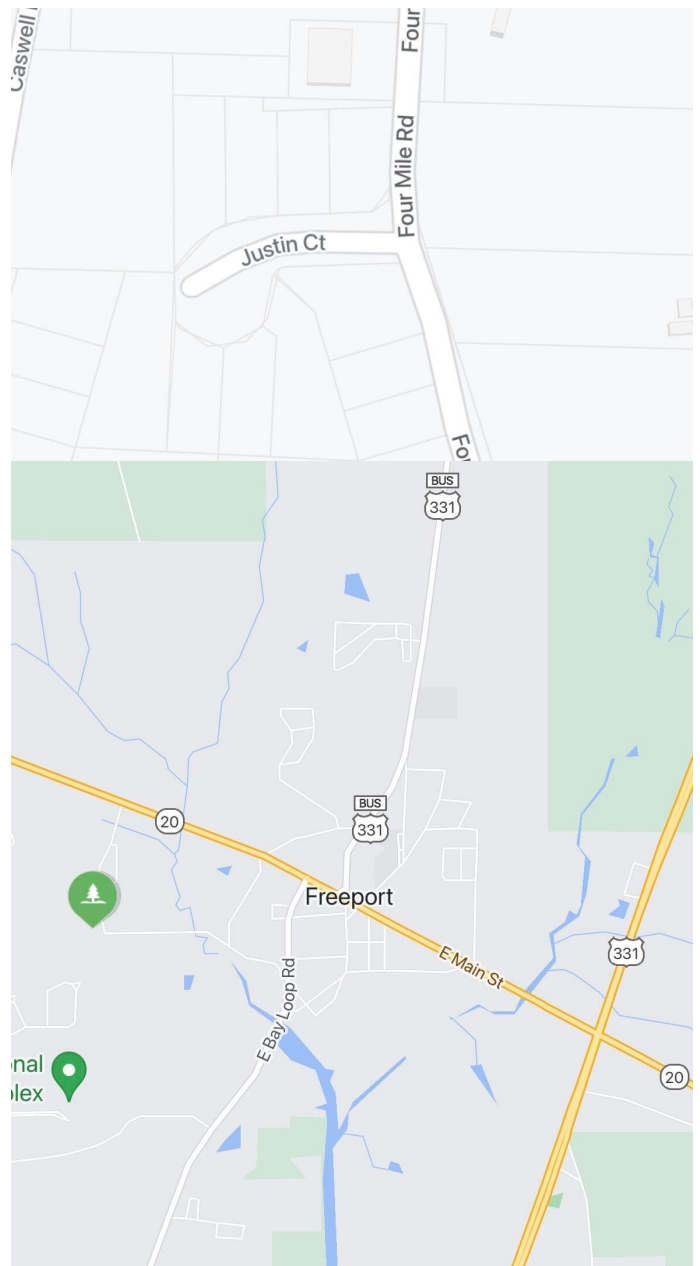 Caswell
Four
Four Mile Rd
Justin Ct
Fo
BUS
331
BUS
331
20
Freeport
331
E Main St
E Bay Loop Rd
onal
plex
20